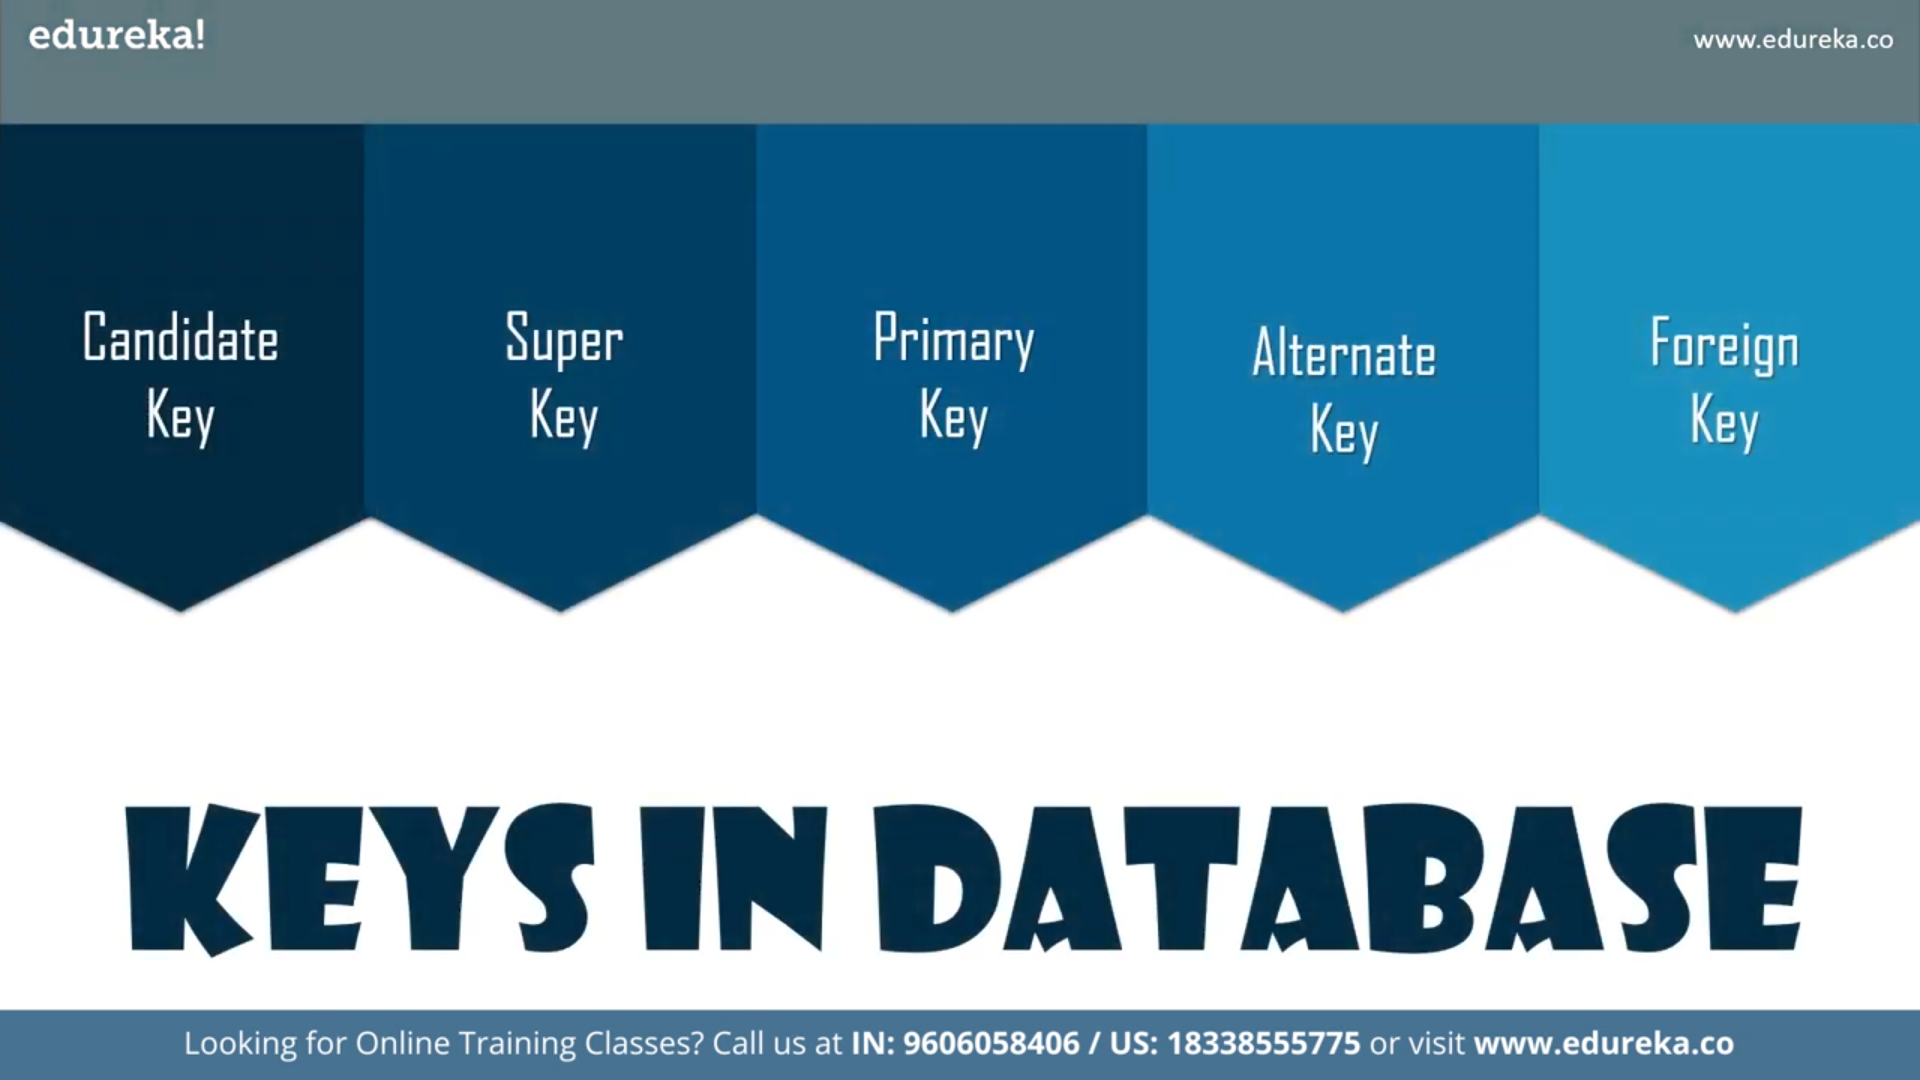 edureka!
www.edureka.co
Candidate
Key
Super
Key
Primary
Key
Alternate
Key
Foreign
Key
KEYS IN DATABASE
Looking for Online Training Classes? Call us at IN: 9606058406 / US: 18338555775 or visit www.edureka.co